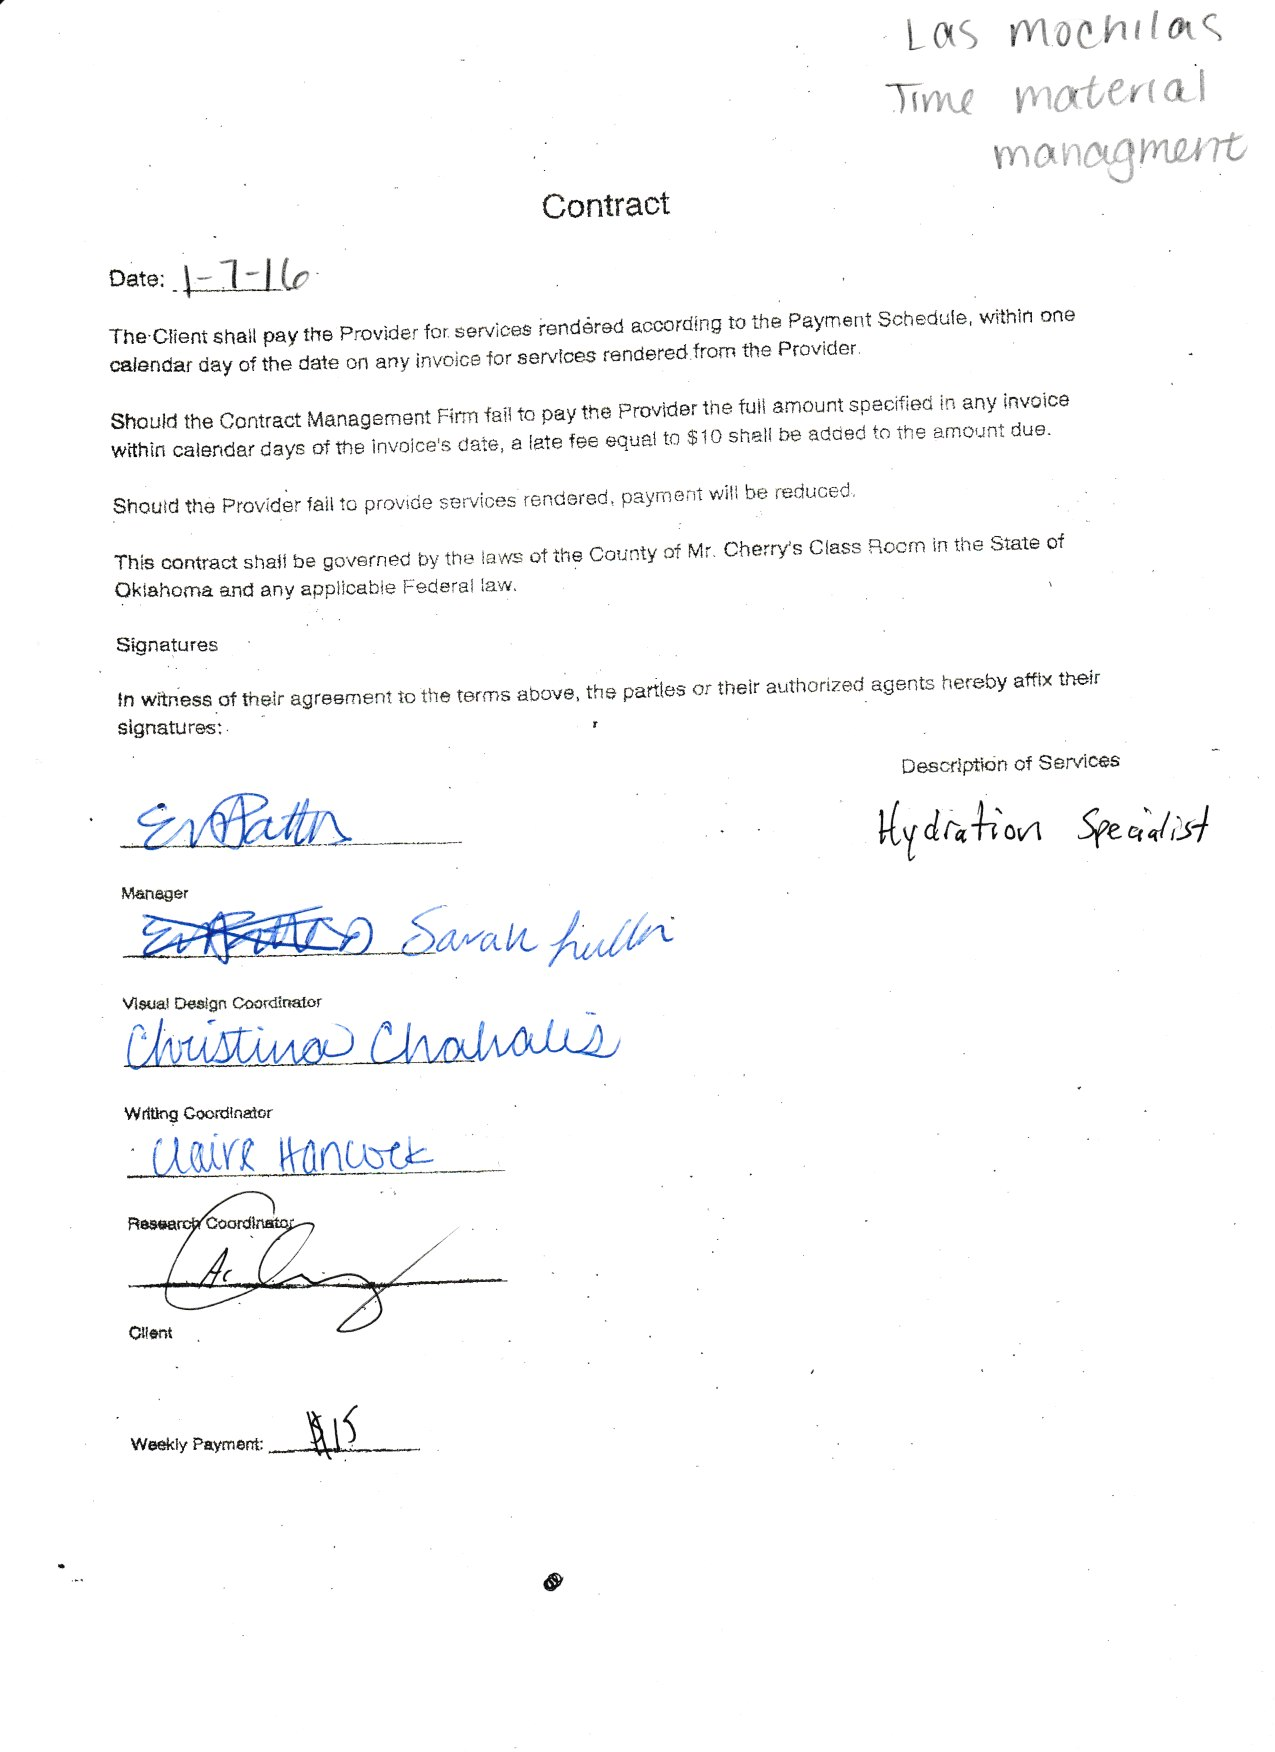 Las mochilas
Time material
managment
Contract
Date: 1-7-16
The Client shall pay the Provider for services rendered according to the Payment Schedule, within one
calendar day of the date on any invoice for services rendered from the Provider.
Should the Contract Management Firm fail to pay the Provider the full amount specified in any invoice
within calendar days of the invoice's date, a late fee equal to $10 shall be added to the amount due.
Should the Provider fail to provide services rendered, payment will be reduced.
This contract shall be governed by the laws of the County of Mr. Cherry's Class Room in the State of
Oklahoma and any applicable Federal law.
Signatures
In witness of their agreement to the terms above, the parties or their authorized agents hereby affix their
signatures:
Description of Services
Hydration Specialist
Manager
Sarah
Visual Design Coordinator
Christina Chahalis
Writing Coordinator
Claire Hancock
Research Coordinator
Client
Weekly Payment: $15